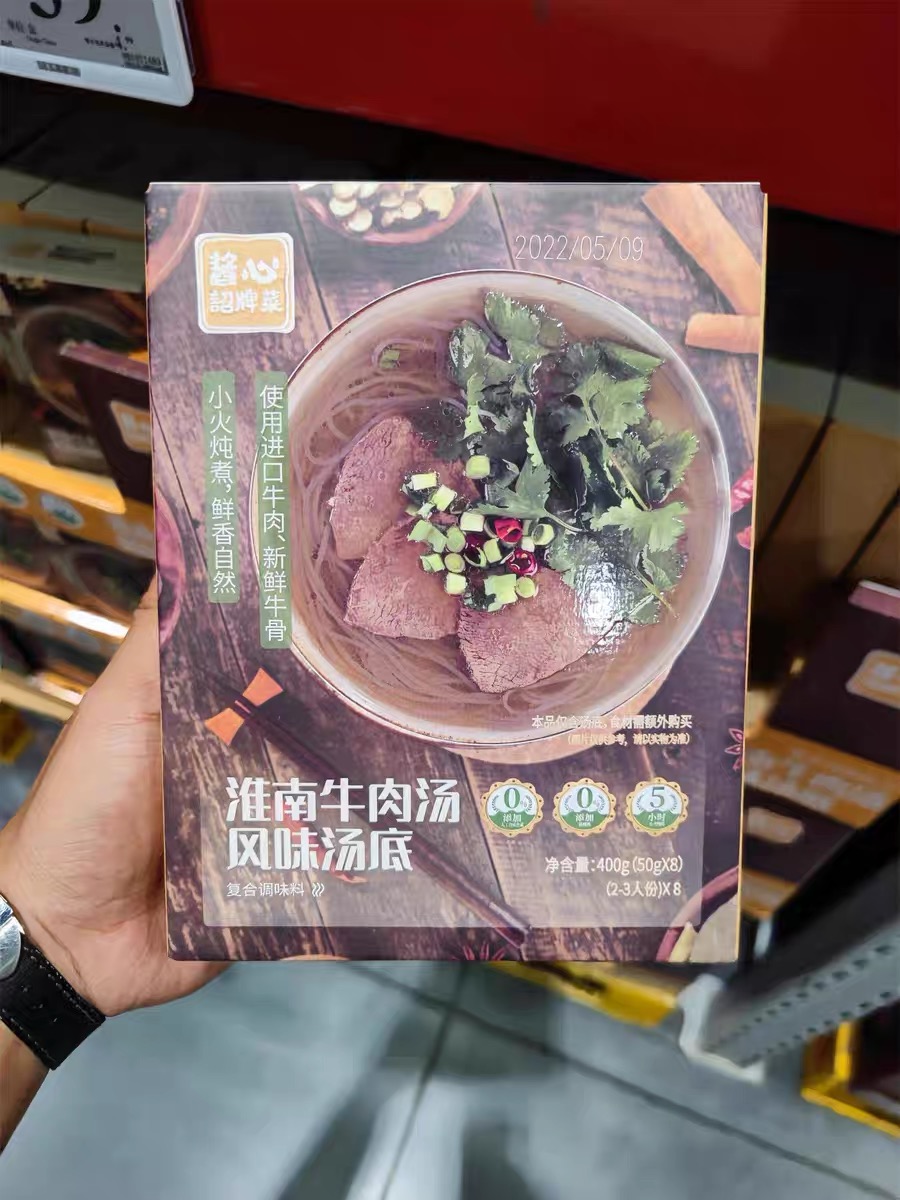 单位:盒
酱心
招牌菜
2022/05/09
使用进口牛肉、新鲜牛骨
小火炖煮,鲜香自然
本品仅含汤底,食材需额外购买
(图片仅供参考,请以实物为准)
淮南牛肉汤
风味汤底
复合调味料
0
添加
0
添加
5
小时
净含量:400g(50gX8)
(2-3人份)X8